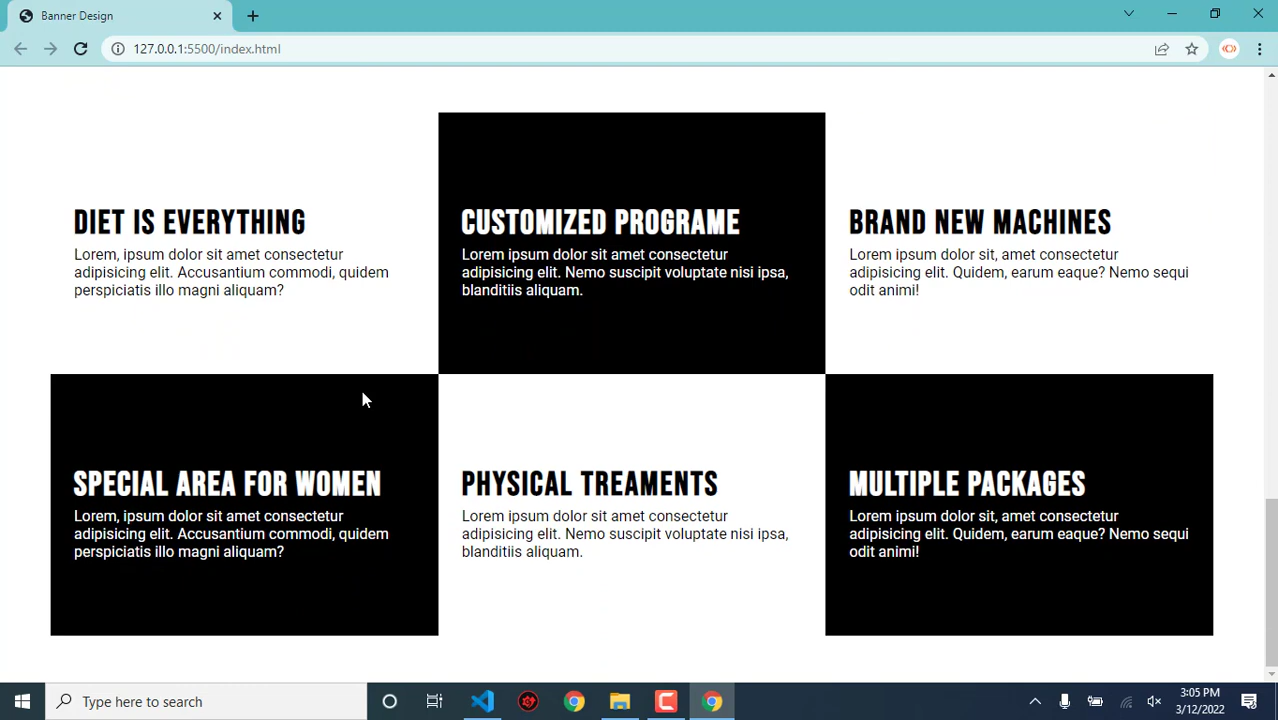 Banner Design
127.0.0.1:5500/index.html
DIET IS EVERYTHING
Lorem, ipsum dolor sit amet consectetur
adipisicing elit. Accusantium commodi, quidem
perspiciatis illo magni aliquam?
CUSTOMIZED PROGRAME
Lorem ipsum dolor sit amet consectetur
adipisicing elit. Nemo suscipit voluptate nisi ipsa,
blanditiis aliquam.
BRAND NEW MACHINES
Lorem ipsum dolor sit, amet consectetur
adipisicing elit. Quidem, earum eaque? Nemo sequi
odit animi!
SPECIAL AREA FOR WOMEN
Lorem, ipsum dolor sit amet consectetur
adipisicing elit. Accusantium commodi, quidem
perspiciatis illo magni aliquam?
PHYSICAL TREAMENTS
Lorem ipsum dolor sit amet consectetur
adipisicing elit. Nemo suscipit voluptate nisi ipsa,
blanditiis aliquam.
MULTIPLE PACKAGES
Lorem ipsum dolor sit, amet consectetur
adipisicing elit. Quidem, earum eaque? Nemo sequi
odit animi!
Type here to search
3:05 PM
3/12/2022